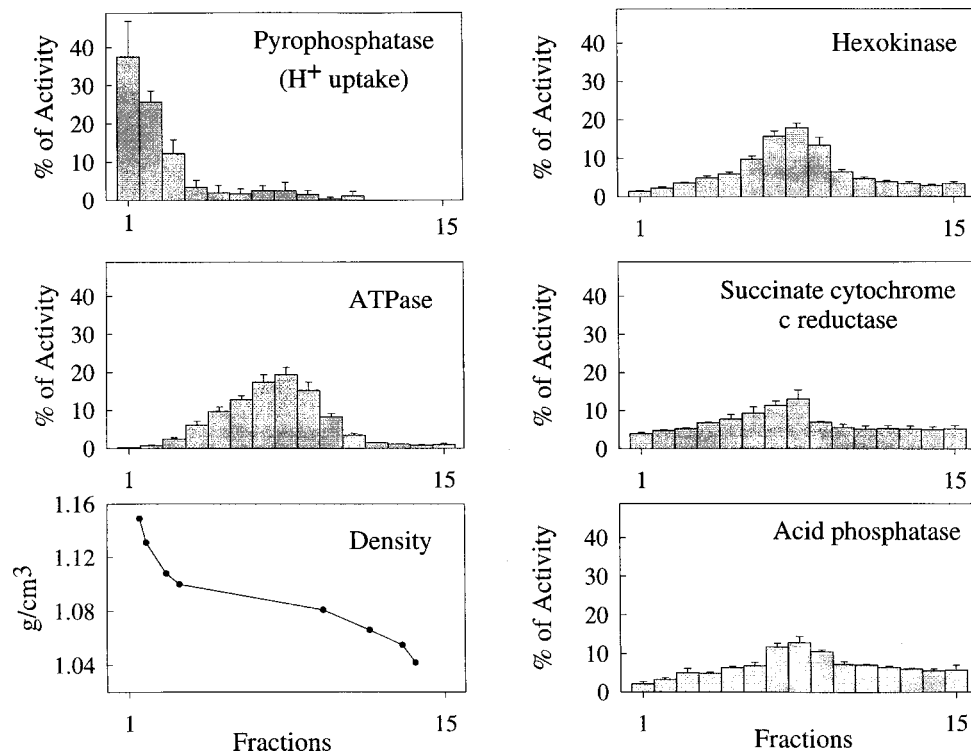 Pyrophosphatase
(H+ uptake)
% of Activity
40
30
20
10
0
1
15
Hexokinase
% of Activity
40
30
20
10
0
1
15
ATPase
% of Activity
40
30
20
10
0
1
15
Succinate cytochrome
c reductase
% of Activity
40
30
20
10
0
1
15
Density
g/cm3
1.16
1.12
1.08
1.04
1
15
Fractions
Acid phosphatase
% of Activity
40
30
20
10
0
1
15
Fractions